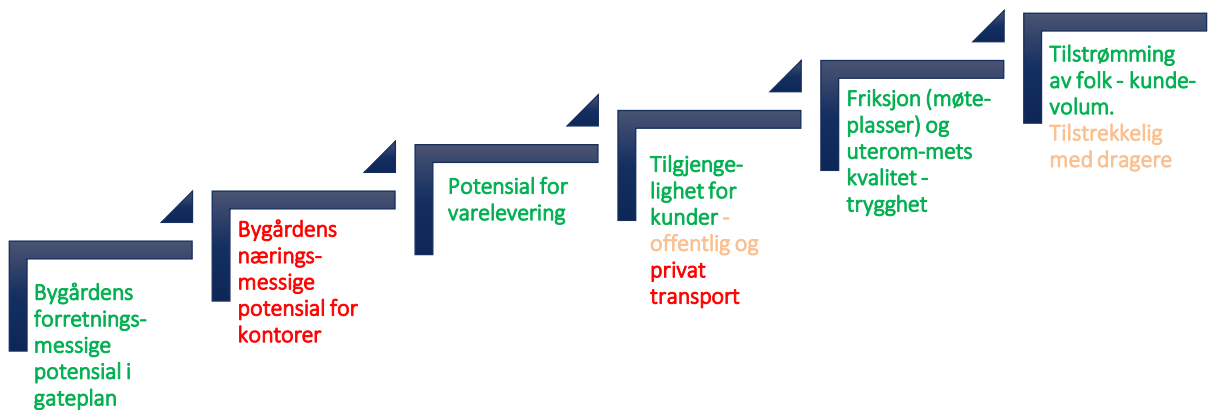 Bygårdens
forretnings-
messige
potensial i
gateplan
Bygårdens
nærings-
messige
potensial for
kontorer
Potensial for
varelevering
Tilgjenge-
lighet for
kunder -
offentlig og
privat
transport
Friksjon (møte-
plasser) og
uterom-mets
kvalitet -
trygghet
Tilstrømming
av folk - kunde-
volum.
Tilstrekkelig
med dragere